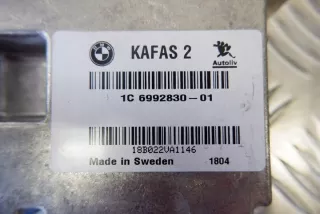 KAFAS 2
Autoliv
1C 6992830-01
18B022VA1146
Made in Sweden 1804